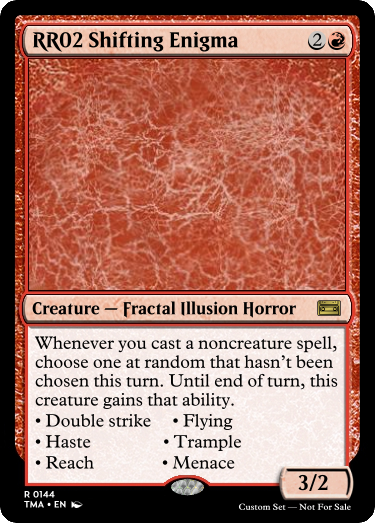 RR02 Shifting Enigma 2
Creature — Fractal Illusion Horror
Whenever you cast a noncreature spell,
choose one at random that hasn't been
chosen this turn. Until end of turn, this
creature gains that ability.
• Double strike • Flying
• Haste • Trample
• Reach • Menace
3/2
R 0144
TMA • EN
Custom Set — Not For Sale